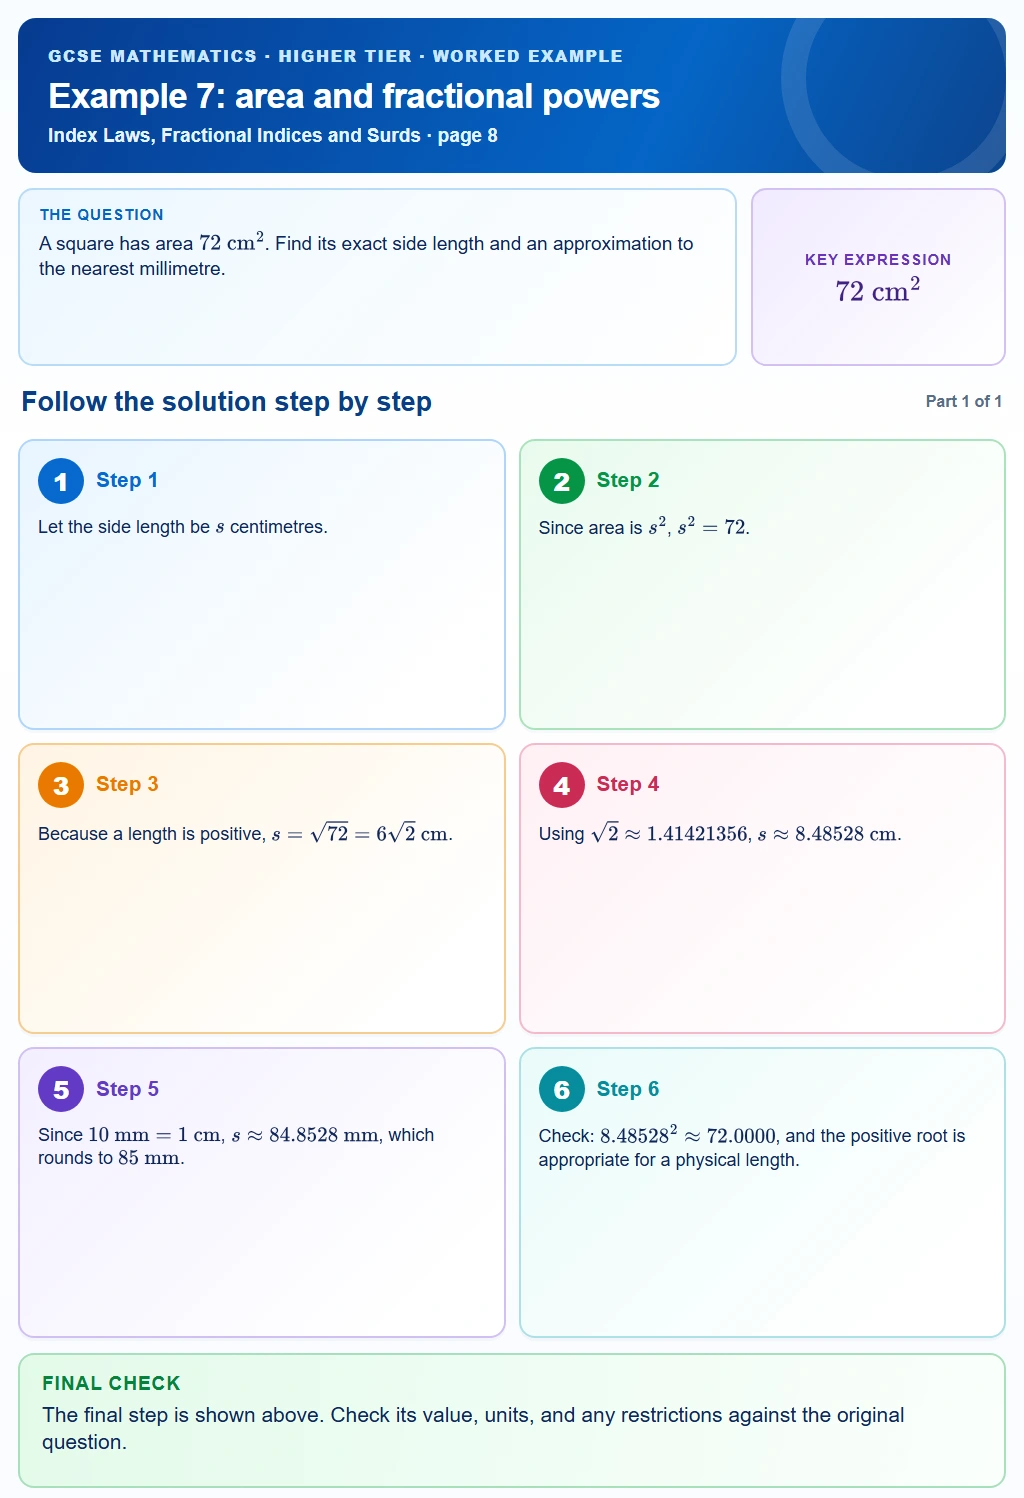 GCSE MATHEMATICS · HIGHER TIER · WORKED EXAMPLE
Example 7: area and fractional powers
Index Laws, Fractional Indices and Surds · page 8
THE QUESTION
A square has area 72 cm². Find its exact side length and an approximation to
the nearest millimetre.
KEY EXPRESSION
72 cm²
Follow the solution step by step
Part 1 of 1
1 Step 1
Let the side length be s centimetres.
2 Step 2
Since area is s², s² = 72.
3 Step 3
Because a length is positive, s = √72 = 6√2 cm.
4 Step 4
Using √2 ≈ 1.41421356, s ≈ 8.48528 cm.
5 Step 5
Since 10 mm = 1 cm, s ≈ 84.8528 mm, which
rounds to 85 mm.
6 Step 6
Check: 8.48528² ≈ 72.0000, and the positive root is
appropriate for a physical length.
FINAL CHECK
The final step is shown above. Check its value, units, and any restrictions against the original
question.